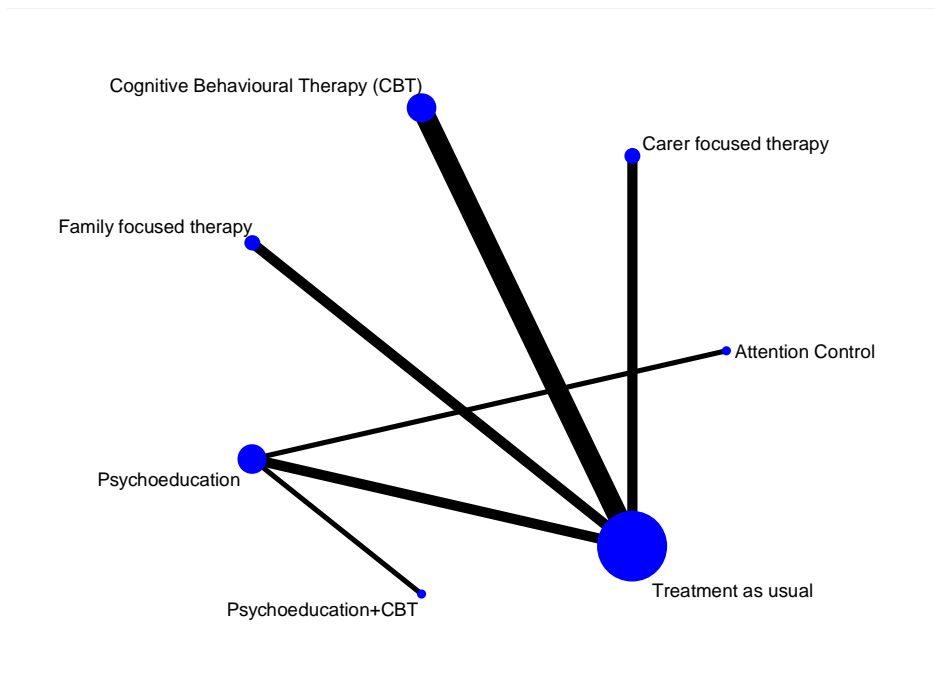 Cognitive Behavioural Therapy (CBT)
Carer focused therapy
Family focused therapy
Attention Control
Psychoeducation
Treatment as usual
Psychoeducation+CBT